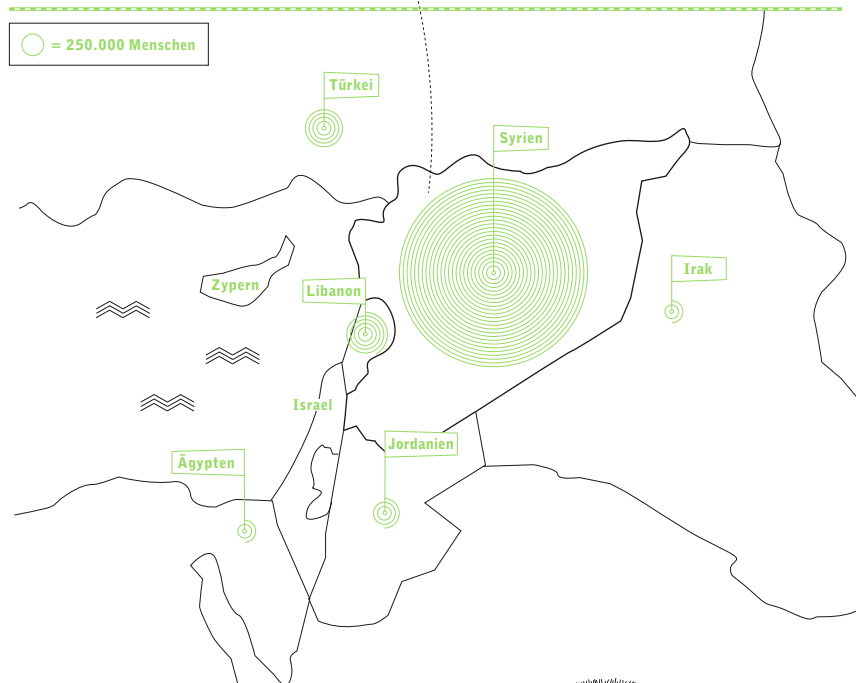 = 250.000 Menschen
Türkei
Syrien
Irak
Zypern
Libanon
Israel
Jordanien
Ägypten